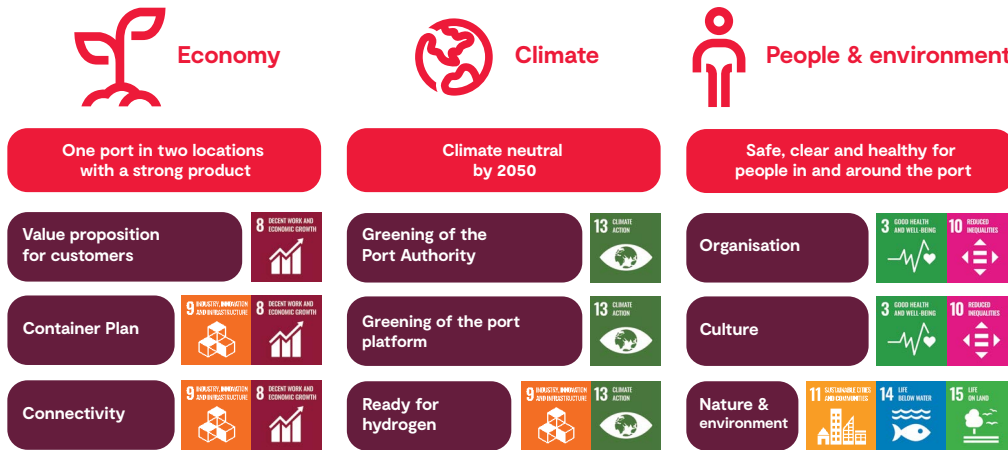 Economy
One port in two locations
with a strong product
Value proposition
for customers
8 DECENT WORK AND
ECONOMIC GROWTH
Container Plan
9 INDUSTRY, INNOVATION
AND INFRASTRUCTURE
8 DECENT WORK AND
ECONOMIC GROWTH
Connectivity
9 INDUSTRY, INNOVATION
AND INFRASTRUCTURE
8 DECENT WORK AND
ECONOMIC GROWTH
Climate
Climate neutral
by 2050
Greening of the
Port Authority
13 CLIMATE
ACTION
Greening of the port
platform
13 CLIMATE
ACTION
Ready for
hydrogen
9 INDUSTRY, INNOVATION
AND INFRASTRUCTURE
13 CLIMATE
ACTION
People & environment
Safe, clear and healthy for
people in and around the port
Organisation
3 GOOD HEALTH
AND WELL-BEING
10 REDUCED
INEQUALITIES
Culture
3 GOOD HEALTH
AND WELL-BEING
10 REDUCED
INEQUALITIES
Nature &
environment
11 SUSTAINABLE CITIES
AND COMMUNITIES
14 LIFE
BELOW WATER
15 LIFE
ON LAND